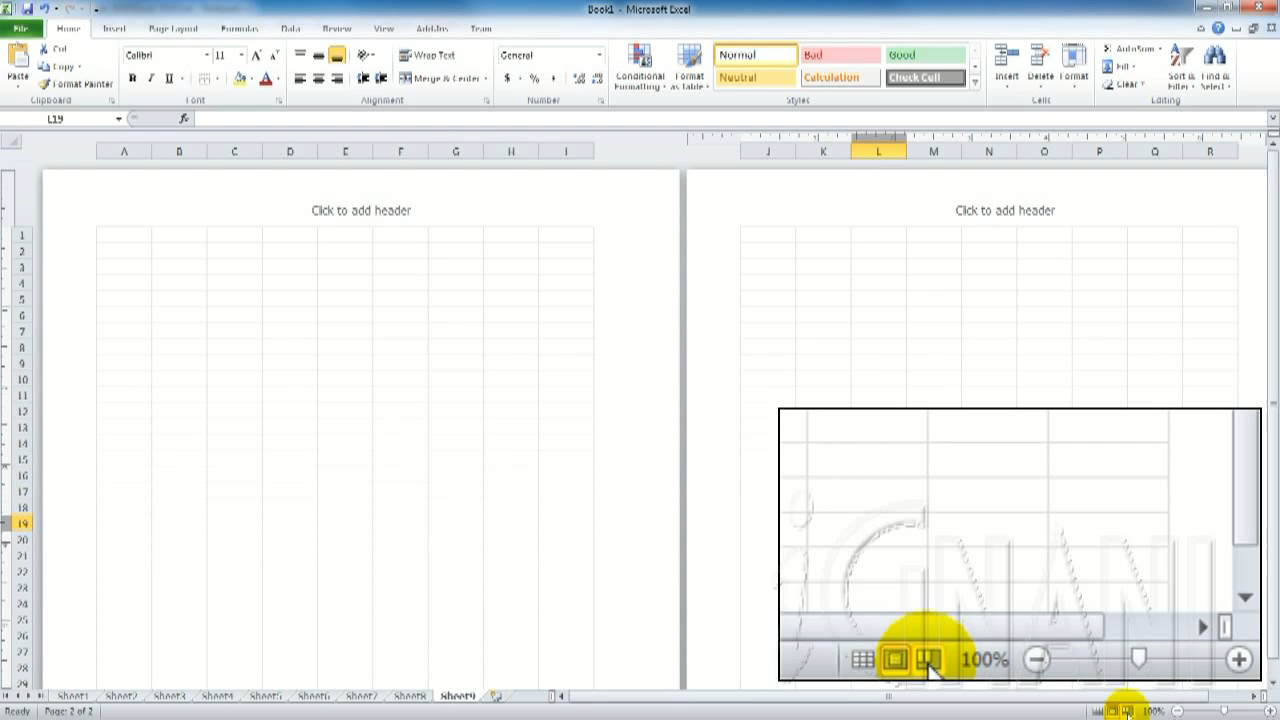 Book1 - Microsoft Excel
File Home Insert Page Layout Formulas Data Review View Add-Ins Team
Cut
Calibri 11 Wrap Text General Normal Bad Good AutoSum
Copy Fill
Paste Format Painter Merge & Center Conditional Formatting Format as Table Neutral Calculation Check Cell Insert Delete Format Clear Sort & Filter Find & Select
Clipboard Font Alignment Number Styles Cells Editing
L19 fx
A B C D E F G H I J K L M N O P Q R
Click to add header Click to add header
1
2
3
4
5
6
7
8
9
10
11
12
13
14
15
16
17
18
19
20
21
22
23
24
25
26
27
28
29
GNANI
100%
Sheet1 Sheet2 Sheet3 Sheet4 Sheet5 Sheet6 Sheet7 Sheet8 Sheet9
Ready Page: 2 of 2 100%